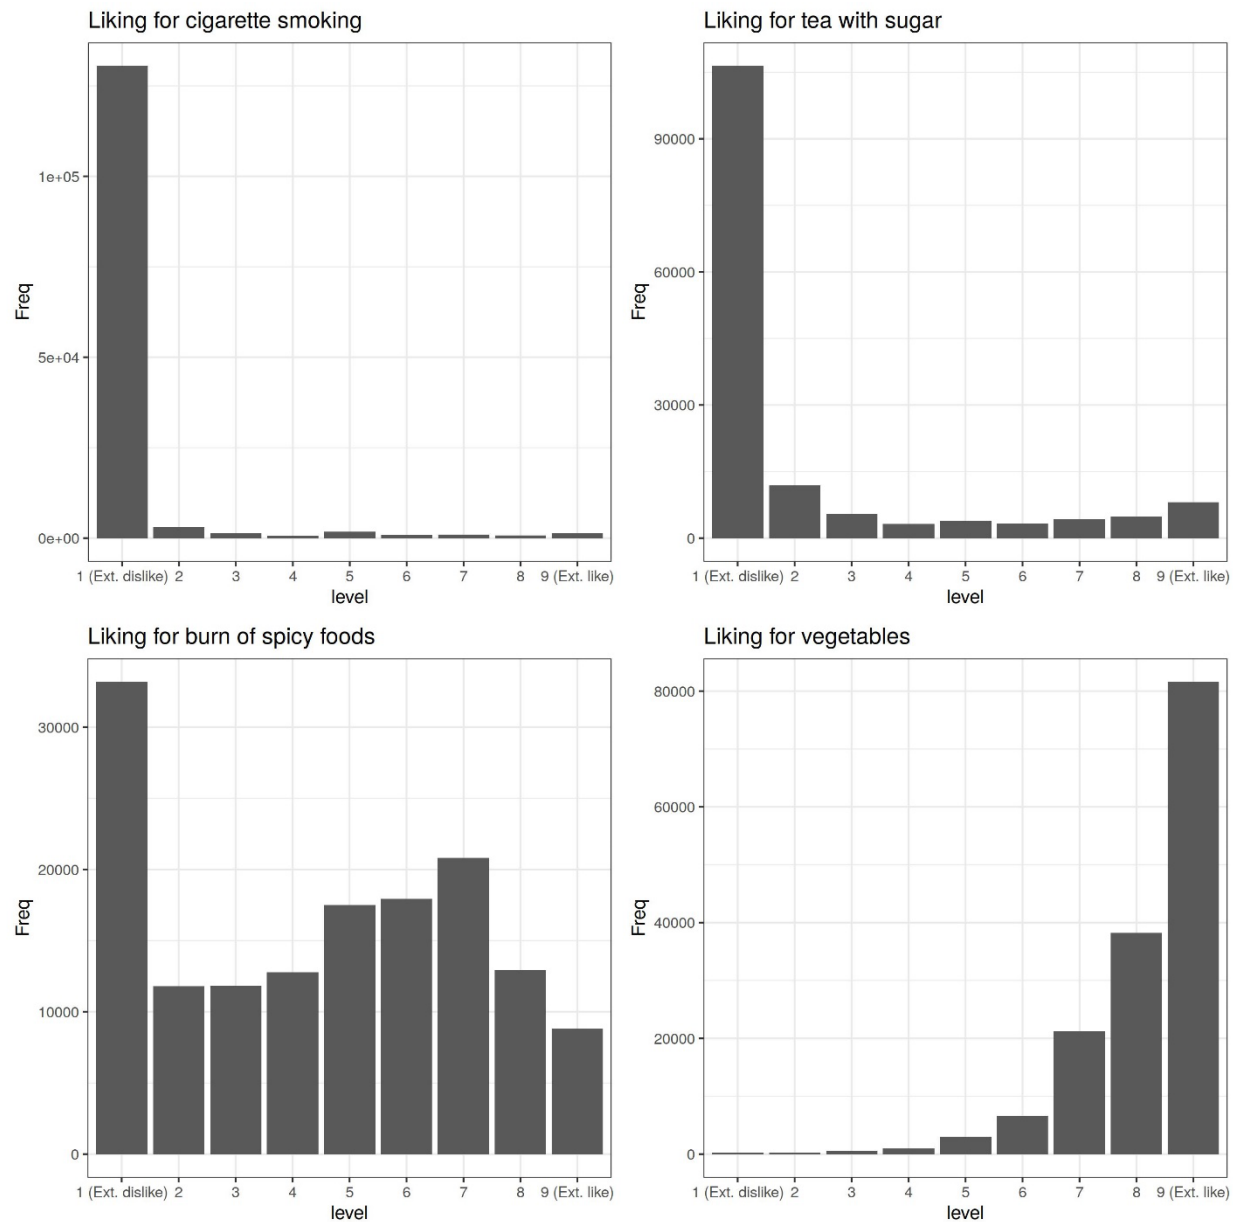 Liking for cigarette smoking
Freq
1e+05
5e+04
0e+00
1 (Ext. dislike) 2 3 4 5 6 7 8 9 (Ext. like)
level
Liking for tea with sugar
Freq
90000
60000
30000
0
1 (Ext. dislike) 2 3 4 5 6 7 8 9 (Ext. like)
level
Liking for burn of spicy foods
Freq
30000
20000
10000
0
1 (Ext. dislike) 2 3 4 5 6 7 8 9 (Ext. like)
level
Liking for vegetables
Freq
80000
60000
40000
20000
0
1 (Ext. dislike) 2 3 4 5 6 7 8 9 (Ext. like)
level